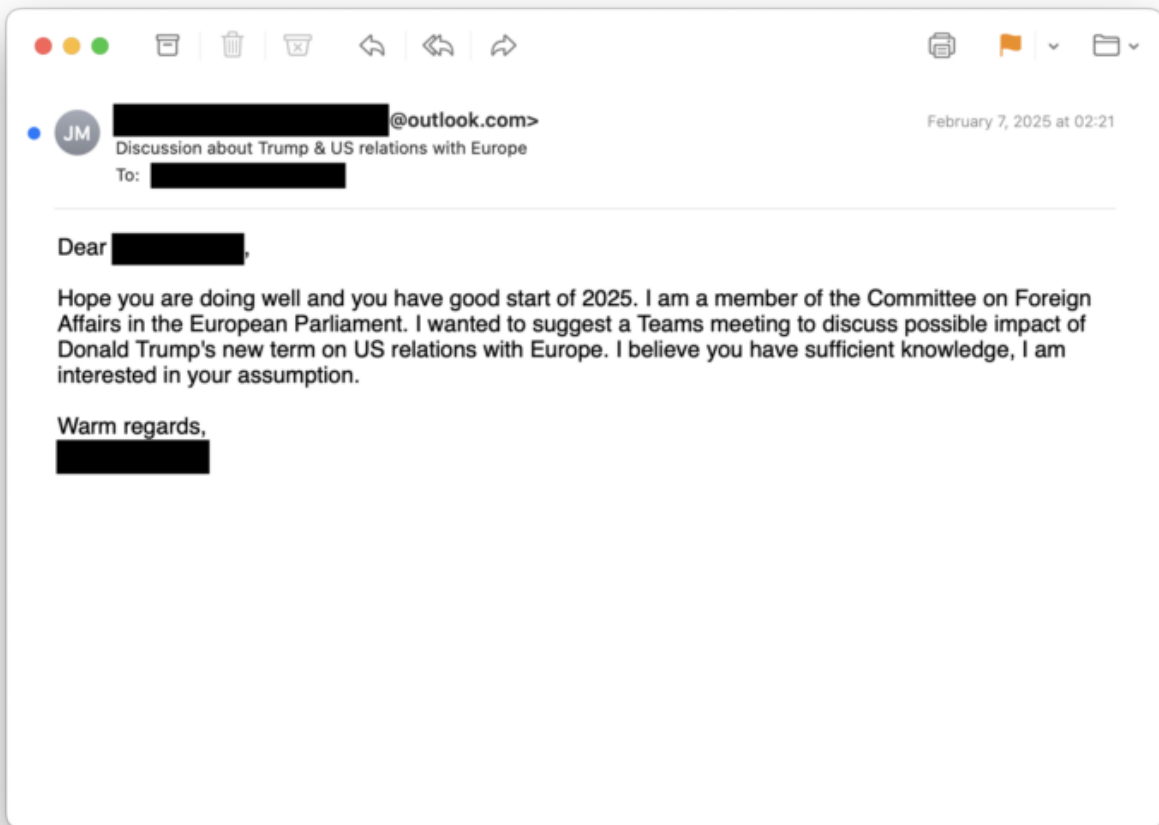 JM
@outlook.com>
February 7, 2025 at 02:21
Discussion about Trump & US relations with Europe
To:
Dear ,
Hope you are doing well and you have good start of 2025. I am a member of the Committee on Foreign
Affairs in the European Parliament. I wanted to suggest a Teams meeting to discuss possible impact of
Donald Trump's new term on US relations with Europe. I believe you have sufficient knowledge, I am
interested in your assumption.
Warm regards,